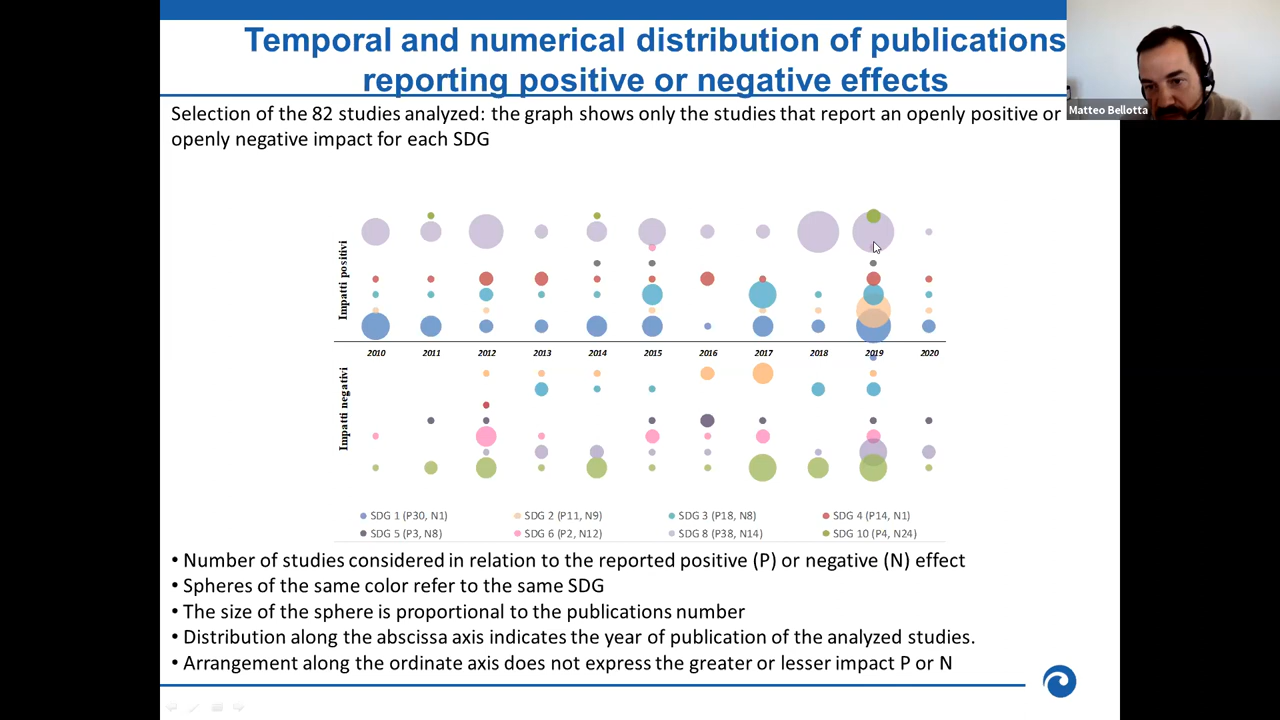 Temporal and numerical distribution of publications
reporting positive or negative effects
Matteo Bellotta
Selection of the 82 studies analyzed: the graph shows only the studies that report an openly positive or
openly negative impact for each SDG
Impatti positivi
2010 2011 2012 2013 2014 2015 2016 2017 2018 2019 2020
Impatti negativi
SDG 1 (P30, N1) SDG 2 (P11, N9) SDG 3 (P18, N8) SDG 4 (P14, N1)
SDG 5 (P3, N8) SDG 6 (P2, N12) SDG 8 (P38, N14) SDG 10 (P4, N24)
• Number of studies considered in relation to the reported positive (P) or negative (N) effect
• Spheres of the same color refer to the same SDG
• The size of the sphere is proportional to the publications number
• Distribution along the abscissa axis indicates the year of publication of the analyzed studies.
• Arrangement along the ordinate axis does not express the greater or lesser impact P or N